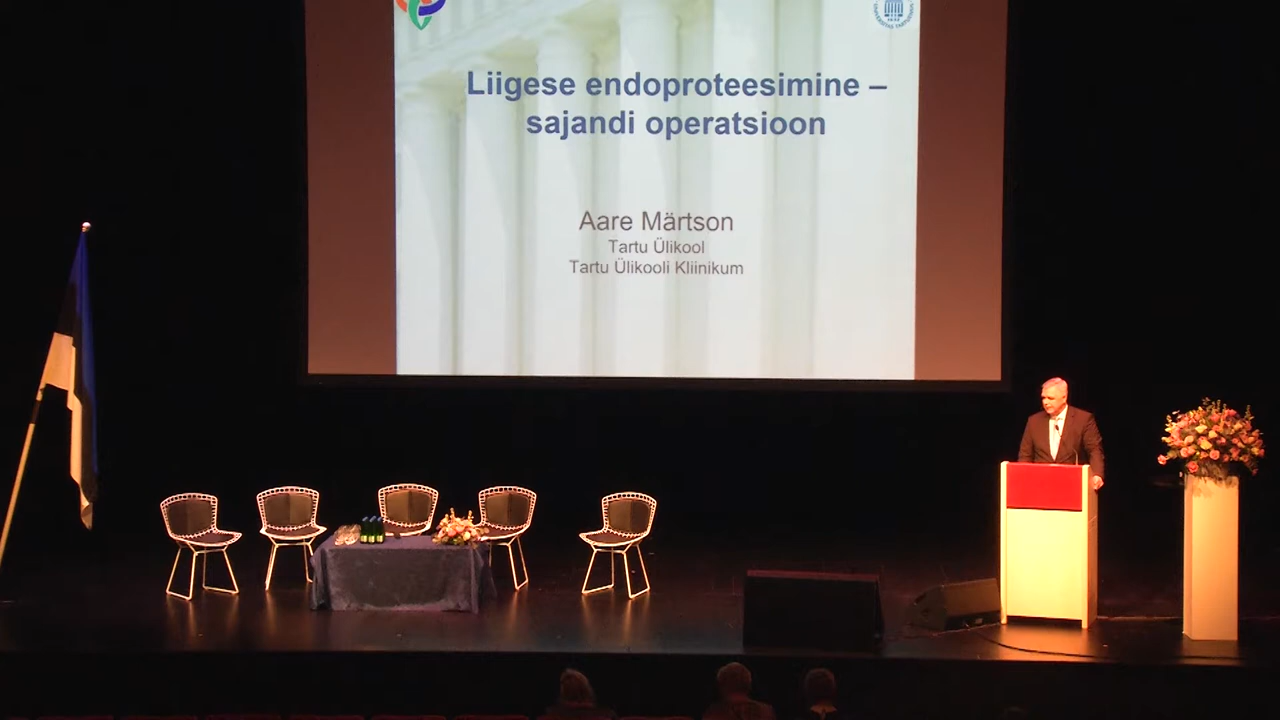 Liigese endoproteesimine –
sajandi operatsioon
Aare Märtson
Tartu Ülikool
Tartu Ülikooli Kliinikum